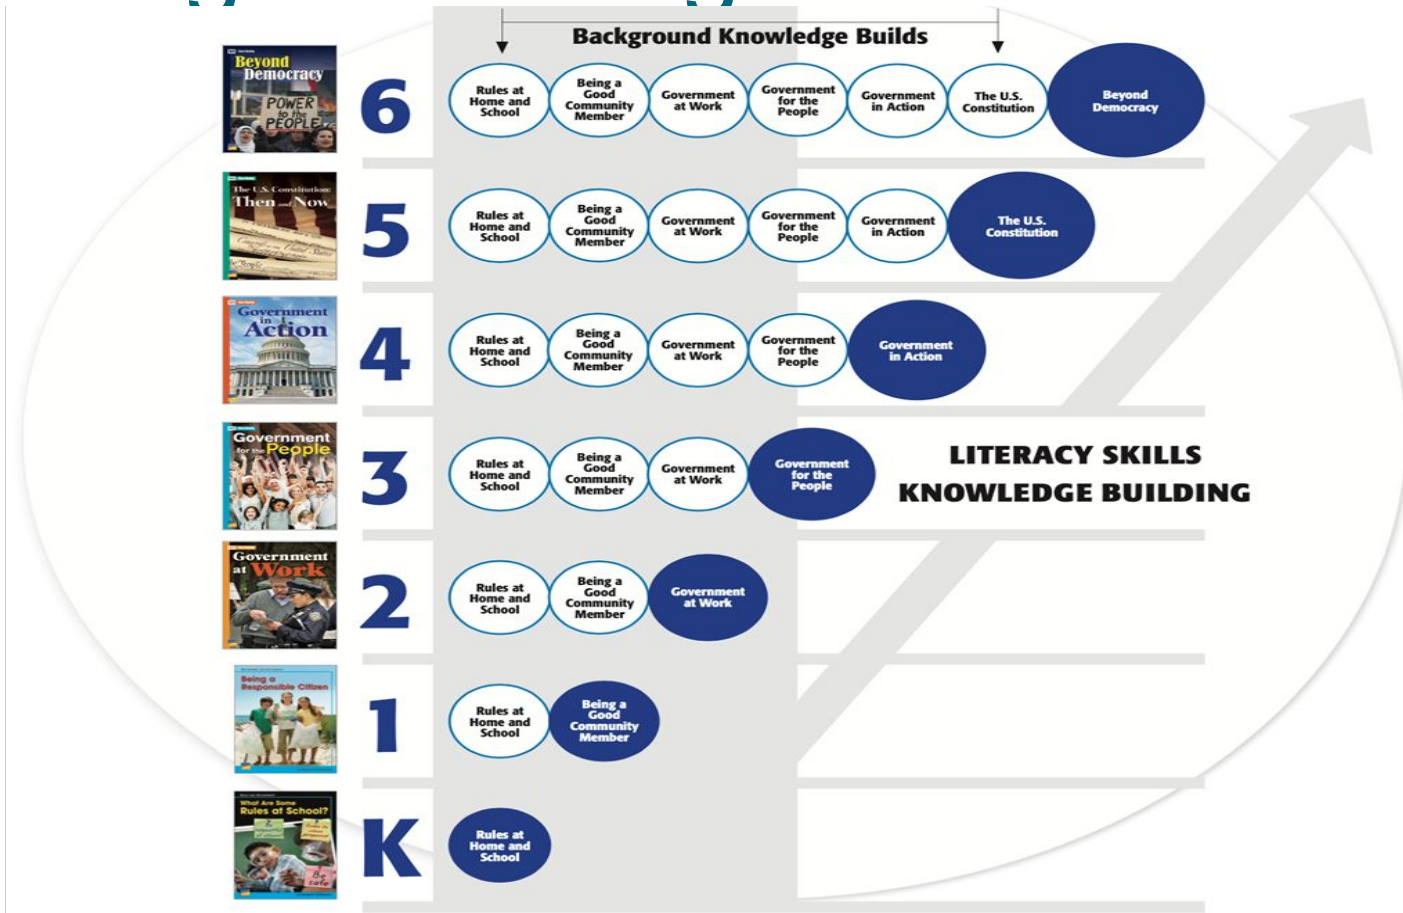 Background Knowledge Builds
Beyond
Democracy
POWER
to the
PEOPLE
6
Rules at
Home and
School
Being a
Good
Community
Member
Government
at Work
Government
for the
People
Government
in Action
The U.S.
Constitution
Beyond
Democracy
The U.S. Constitution:
Then and Now
5
Rules at
Home and
School
Being a
Good
Community
Member
Government
at Work
Government
for the
People
Government
in Action
The U.S.
Constitution
Government
in
Action
4
Rules at
Home and
School
Being a
Good
Community
Member
Government
at Work
Government
for the
People
Government
in Action
Government
for the People
3
Rules at
Home and
School
Being a
Good
Community
Member
Government
at Work
Government
for the
People
LITERACY SKILLS
KNOWLEDGE BUILDING
Government
at Work
2
Rules at
Home and
School
Being a
Good
Community
Member
Government
at Work
Being a
Responsible Citizen
1
Rules at
Home and
School
Being a
Good
Community
Member
What Are Some
Rules at School?
Be
safe
K
Rules at
Home and
School